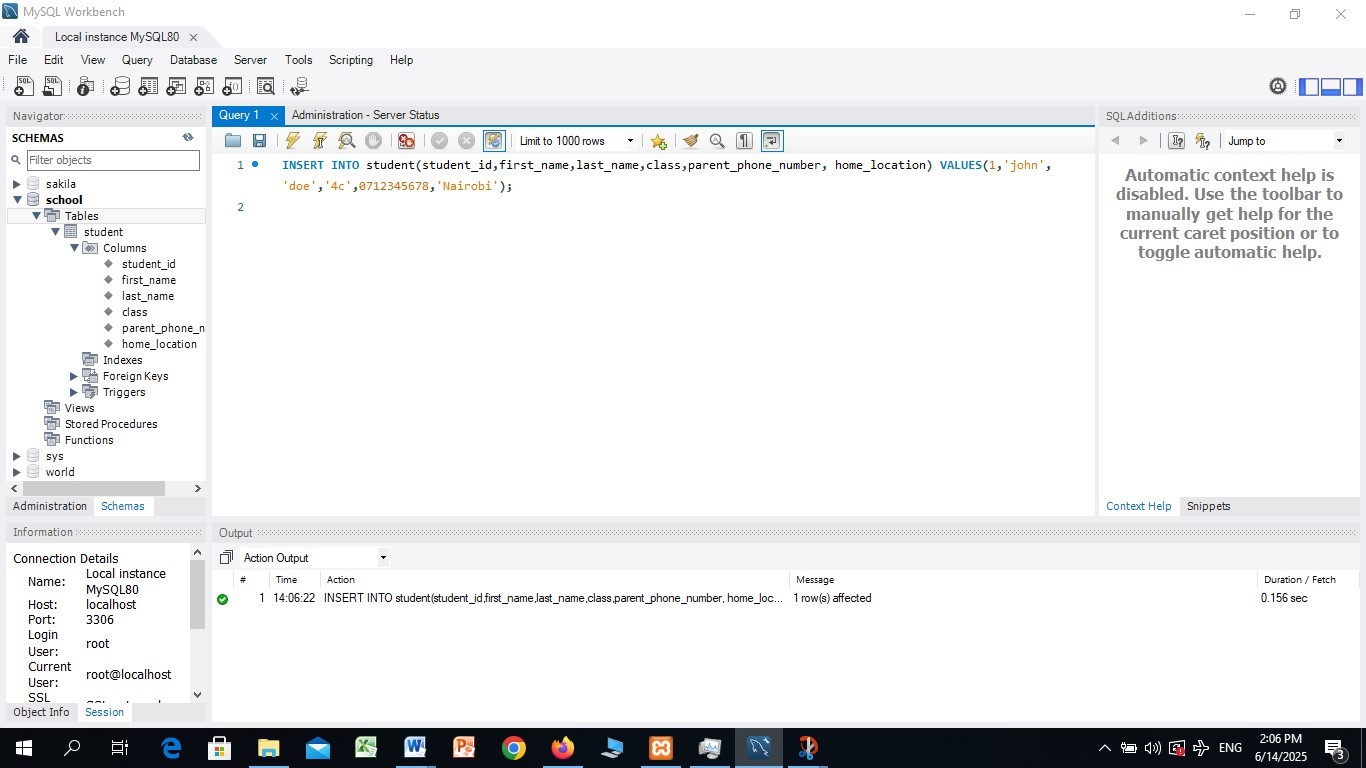 MySQL Workbench
Local instance MySQL80
File Edit View Query Database Server Tools Scripting Help
Navigator
SCHEMAS
Filter objects
sakila
school
Tables
student
Columns
student_id
first_name
last_name
class
parent_phone_n
home_location
Indexes
Foreign Keys
Triggers
Views
Stored Procedures
Functions
sys
world
Administration Schemas
Information
Connection Details
Name: Local instance MySQL80
Host: localhost
Port: 3306
Login User: root
Current User: root@localhost
SSL
Object Info Session
Query 1 Administration - Server Status
Limit to 1000 rows
1 INSERT INTO student(student_id,first_name,last_name,class,parent_phone_number, home_location) VALUES(1,'john',
'doe','4c',0712345678,'Nairobi');
2
SQLAdditions
Jump to
Automatic context help is
disabled. Use the toolbar to
manually get help for the
current caret position or to
toggle automatic help.
Context Help Snippets
Output
Action Output
# Time Action Message Duration / Fetch
1 14:06:22 INSERT INTO student(student_id,first_name,last_name,class,parent_phone_number, home_loc... 1 row(s) affected 0.156 sec
ENG
2:06 PM
6/14/2025
3